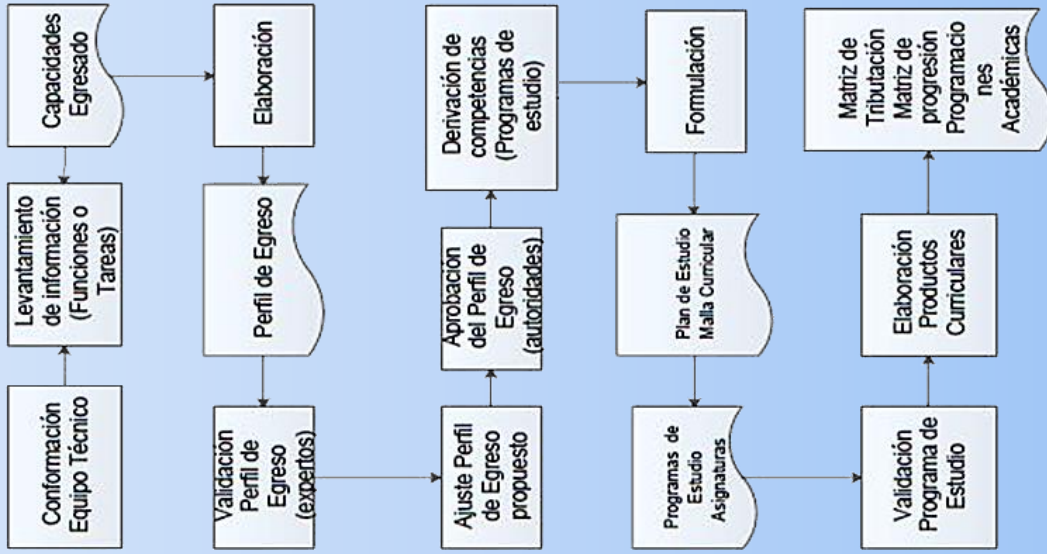 Conformación
Equipo Técnico
Levantamiento
de información
(Funciones o
Tareas)
Capacidades
Egresado
Elaboración
Perfil de Egreso
Validación
Perfil de
Egreso
(expertos)
Ajuste Perfil
de Egreso
propuesto
Aprobación
del Perfil de
Egreso
(autoridades)
Derivación de
competencias
(Programas de
estudio)
Formulación
Plan de Estudio
Malla Curricular
Programas de
Estudio
Asignaturas
Validación
Programa de
Estudio
Elaboración
Productos
Curriculares
Matriz de
Tributación
Matriz de
progresión
Programacio
nes
Académicas